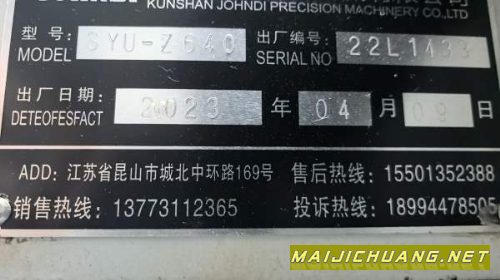 KUNSHAN JOHNDI PRECISION MACHINERY CO.,LTD
型号: SYU-Z640 出厂编号: 22L1433
MODEL SERIAL NO
出厂日期: 2023 年 04 月 09 日
DETEOFESFACT
ADD: 江苏省昆山市城北中环路169号 售后热线: 15501352388
销售热线: 13773112365 投诉热线: 18994478505
MAIJICHUANG.NET